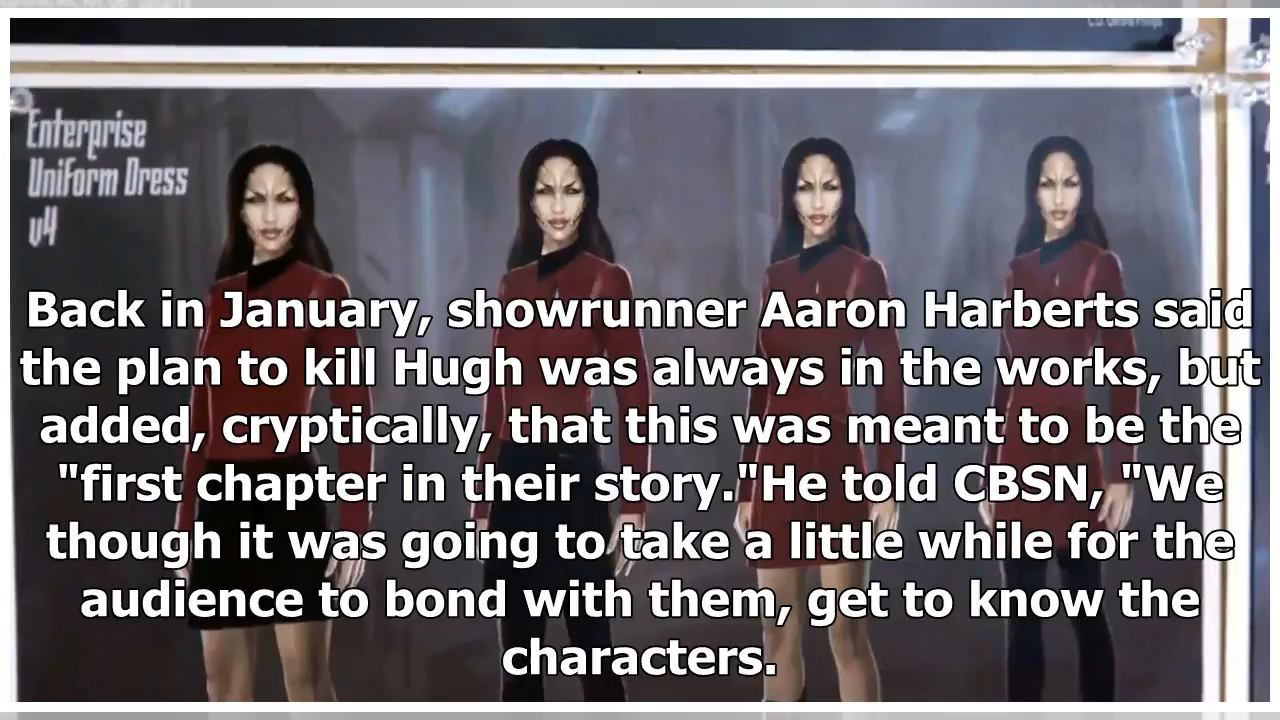 Enterprise
Uniform Dress
v4
Back in January, showrunner Aaron Harberts said
the plan to kill Hugh was always in the works, but
added, cryptically, that this was meant to be the
"first chapter in their story."He told CBSN, "We
though it was going to take a little while for the
audience to bond with them, get to know the
characters.